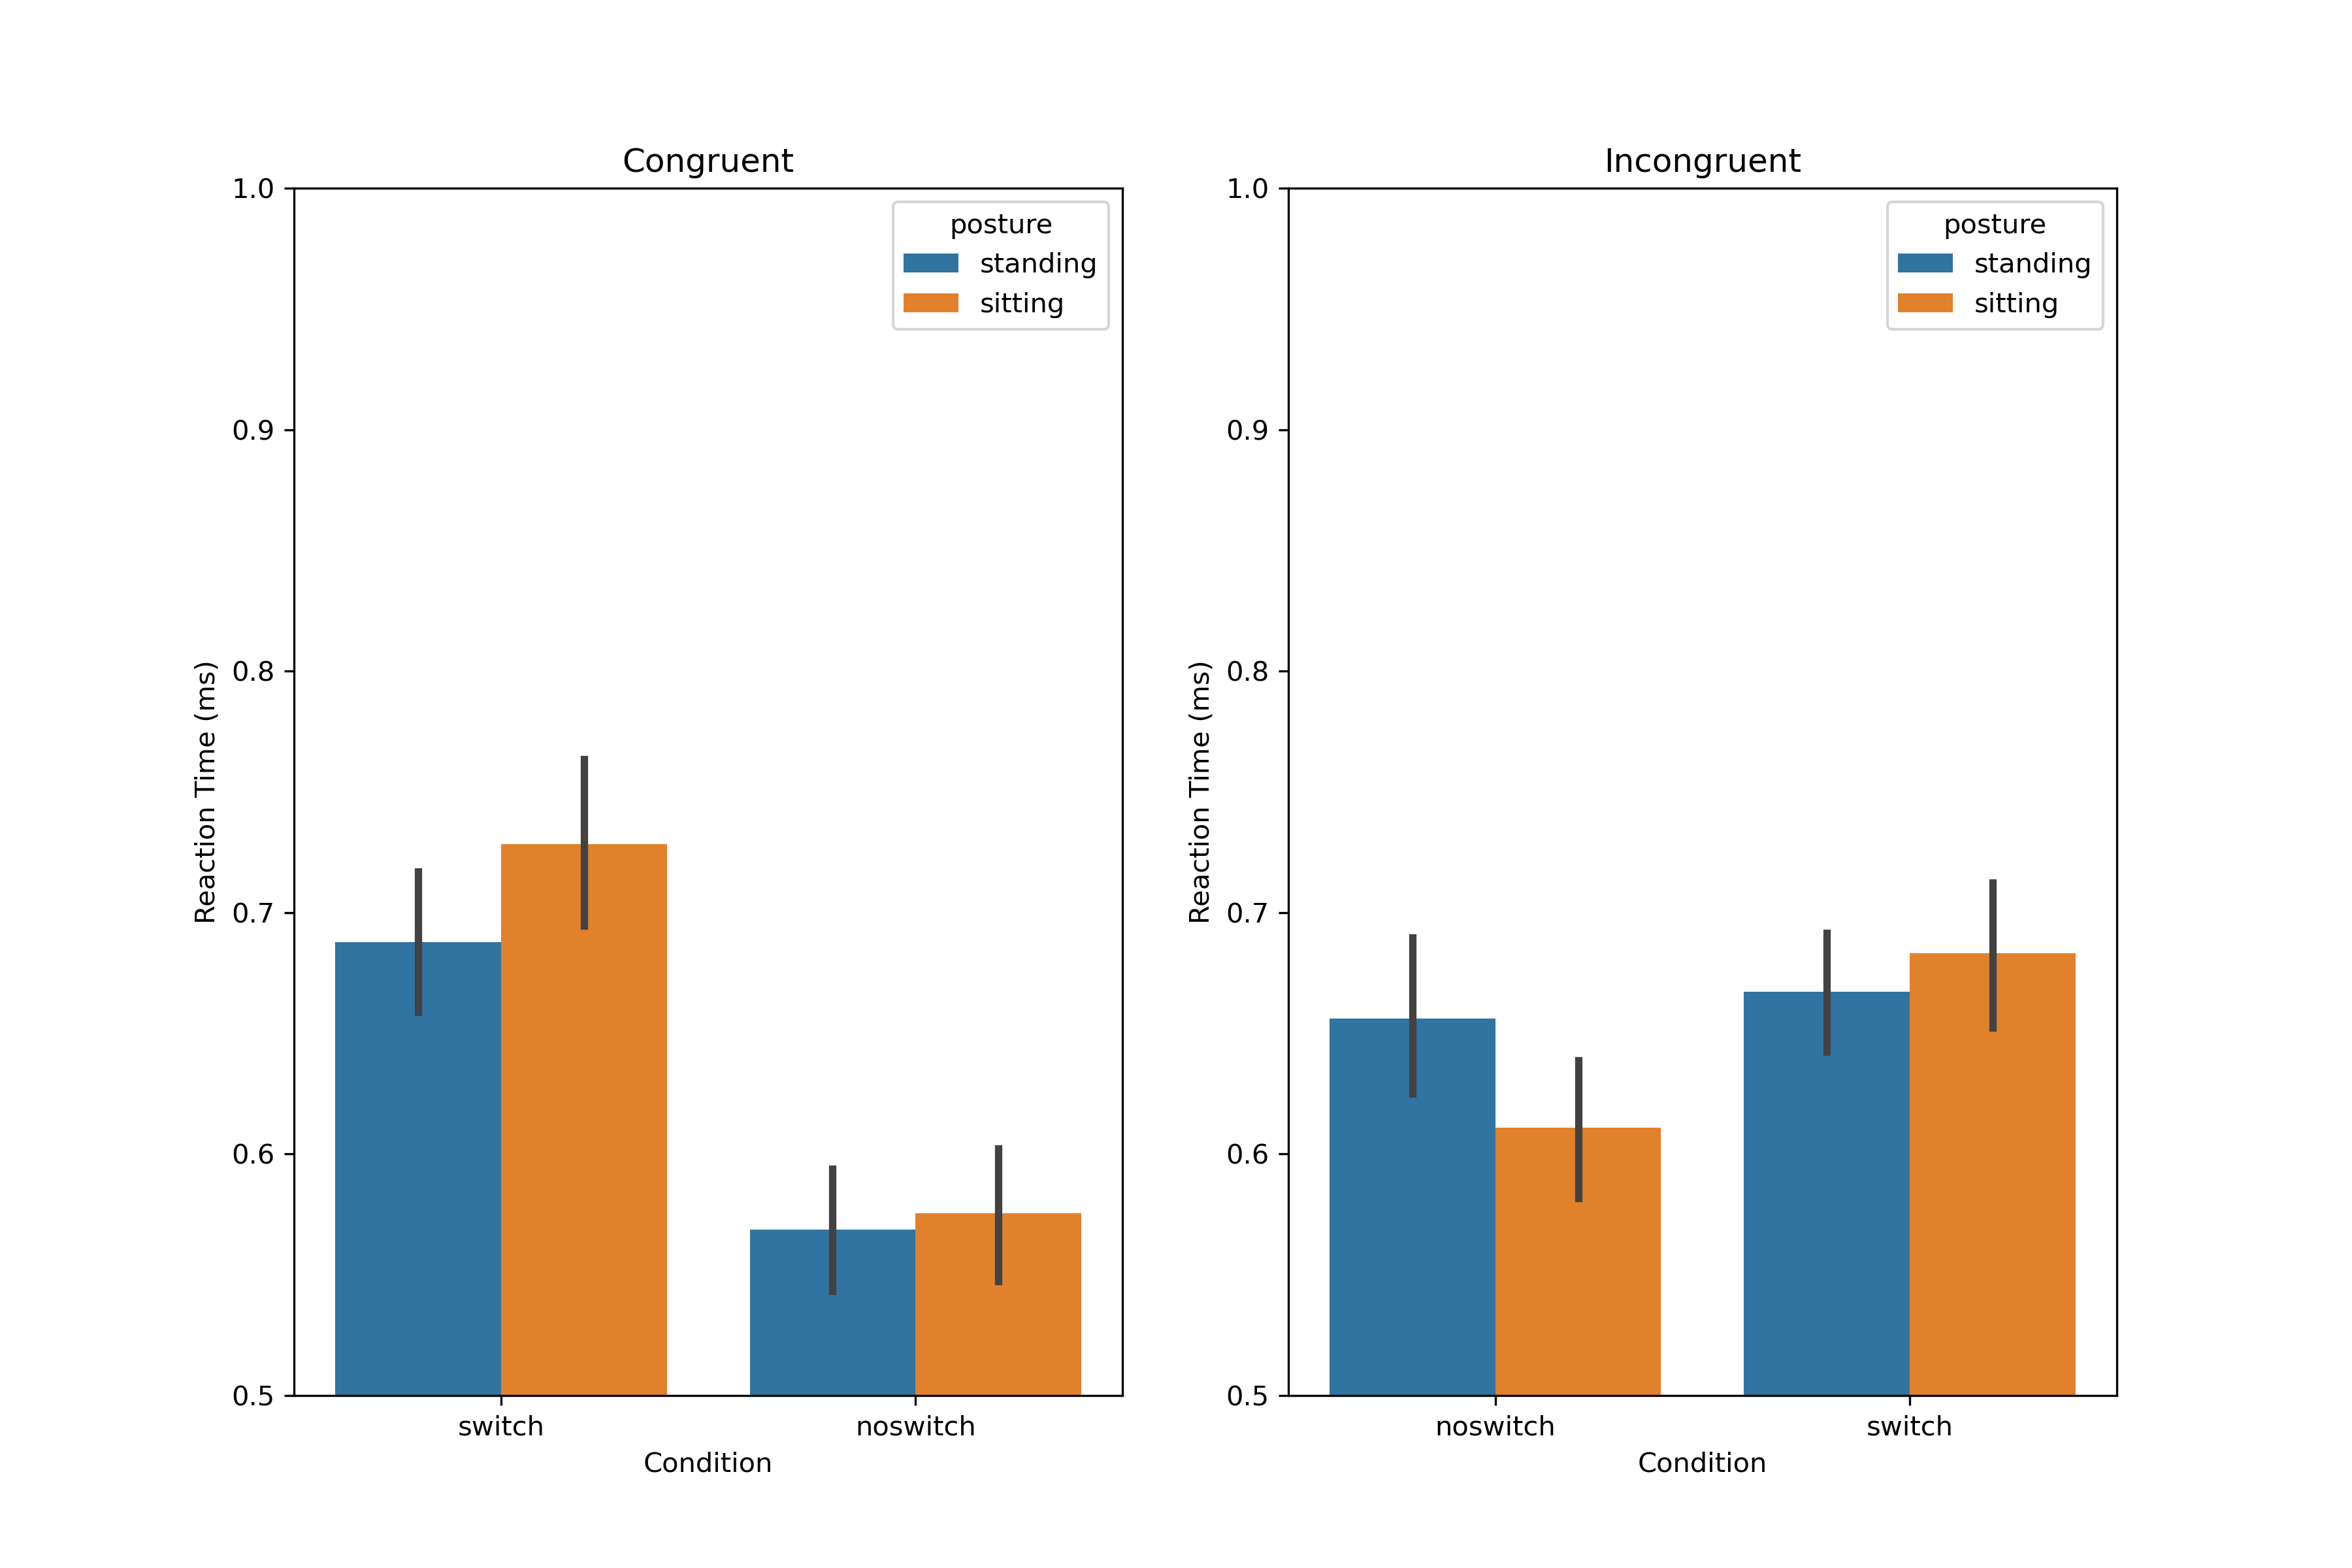 Congruent
1.0
0.9
0.8
0.7
0.6
0.5
Reaction Time (ms)
posture
standing
sitting
switch
noswitch
Condition
Incongruent
1.0
0.9
0.8
0.7
0.6
0.5
Reaction Time (ms)
posture
standing
sitting
noswitch
switch
Condition